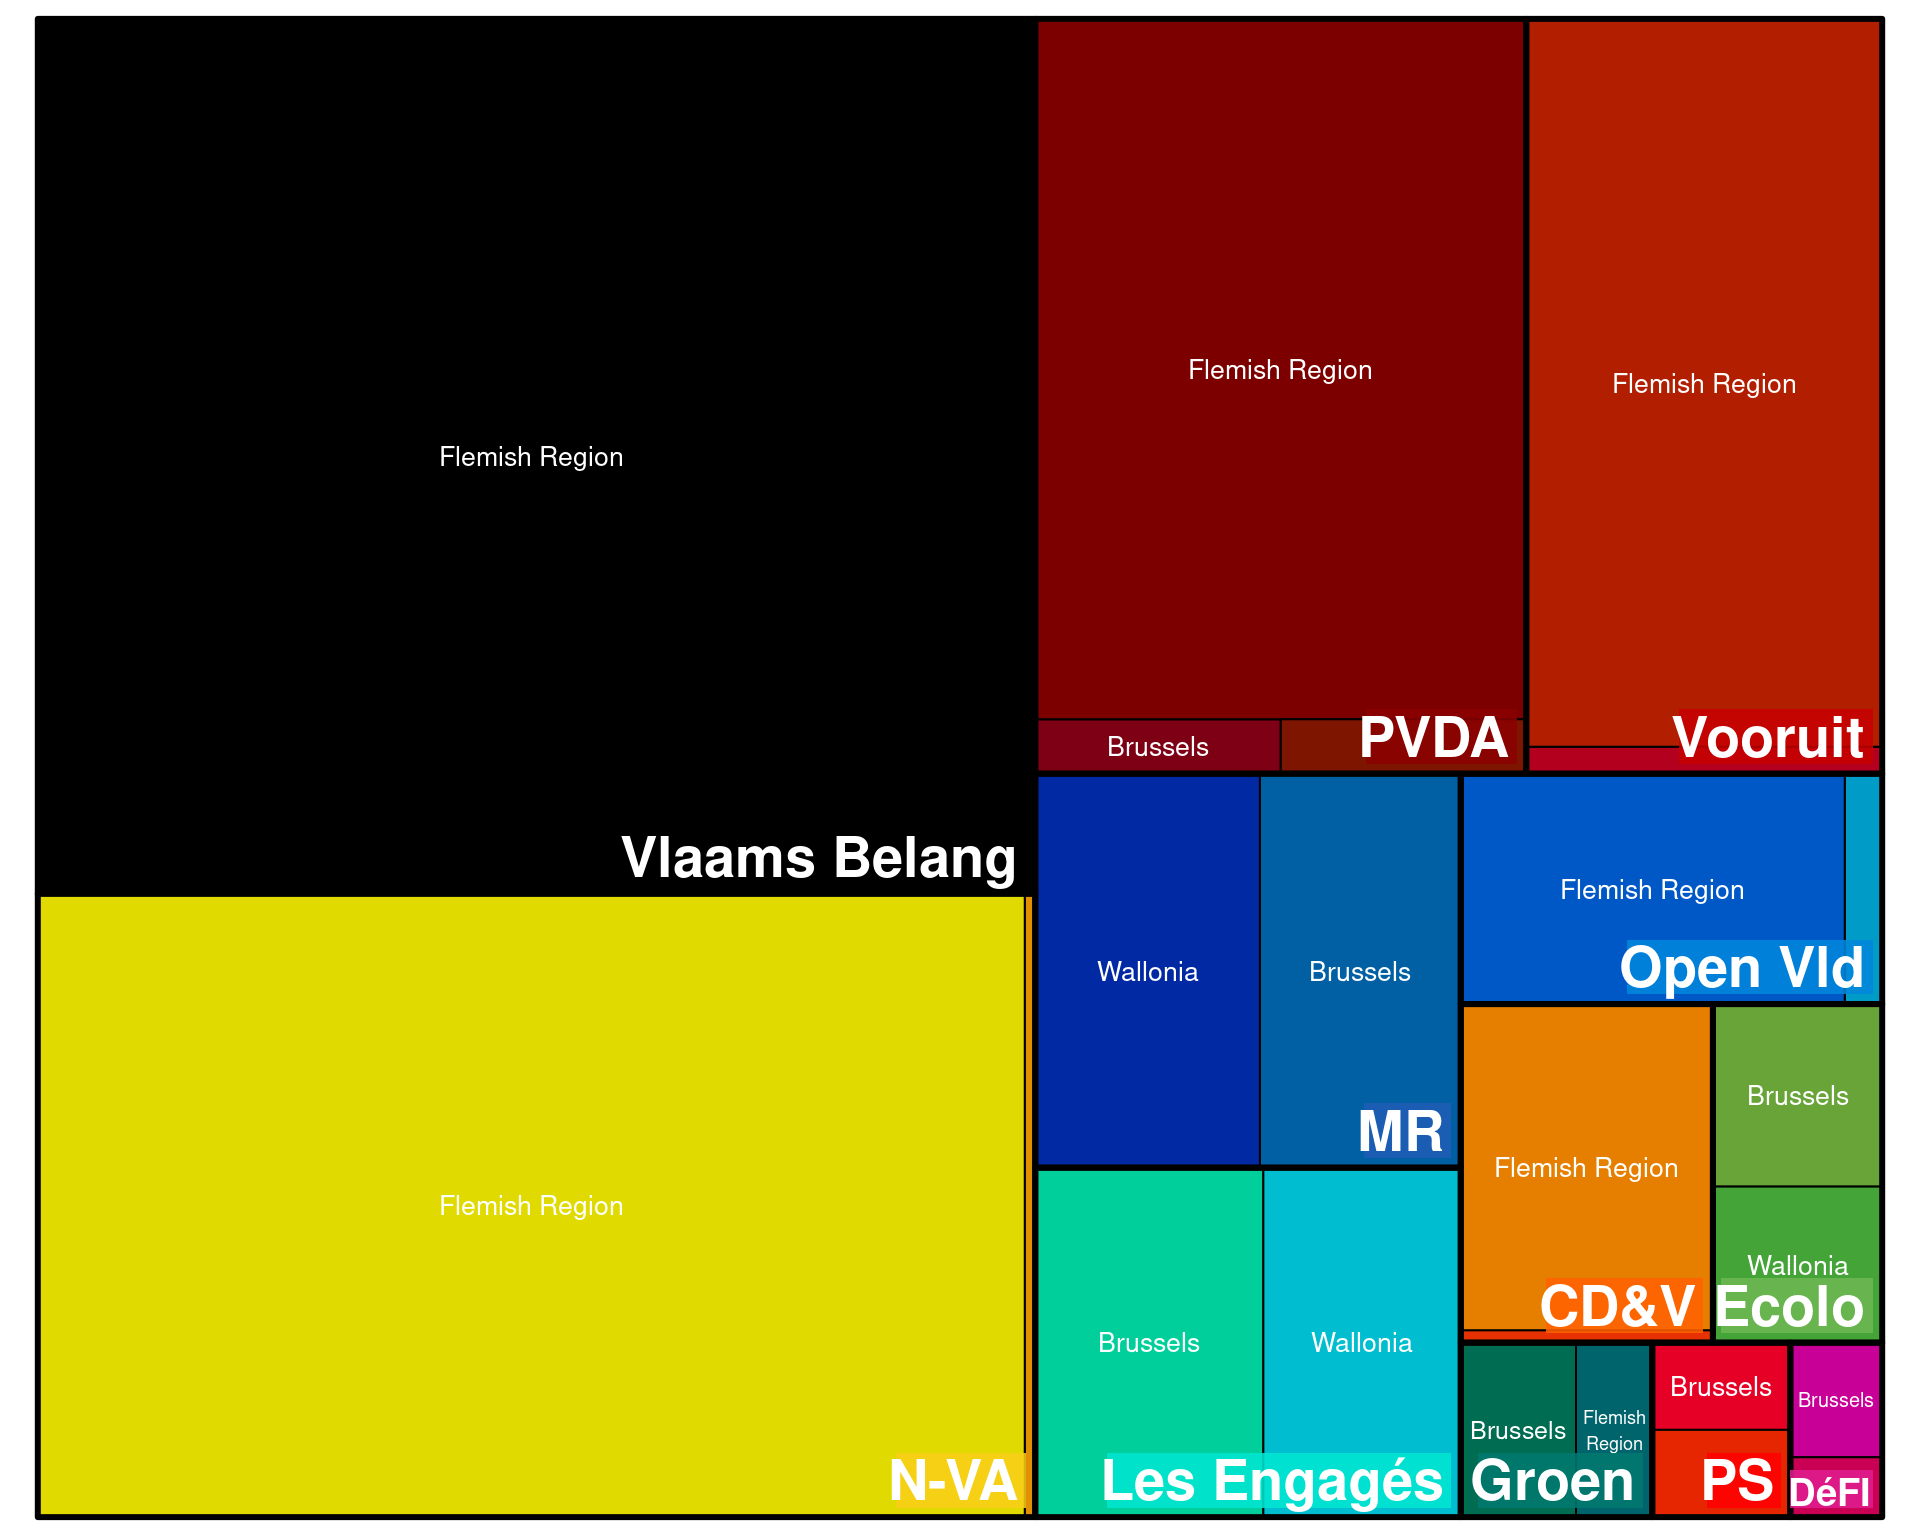 Flemish Region
Vlaams Belang
Flemish Region
N-VA
Flemish Region
Brussels
PVDA
Flemish Region
Vooruit
Wallonia
Brussels
MR
Brussels
Wallonia
Les Engagés
Flemish Region
Open Vld
Flemish Region
CD&V
Brussels
Wallonia
Ecolo
Brussels
Flemish
Region
Groen
Brussels
PS
Brussels
DéFI